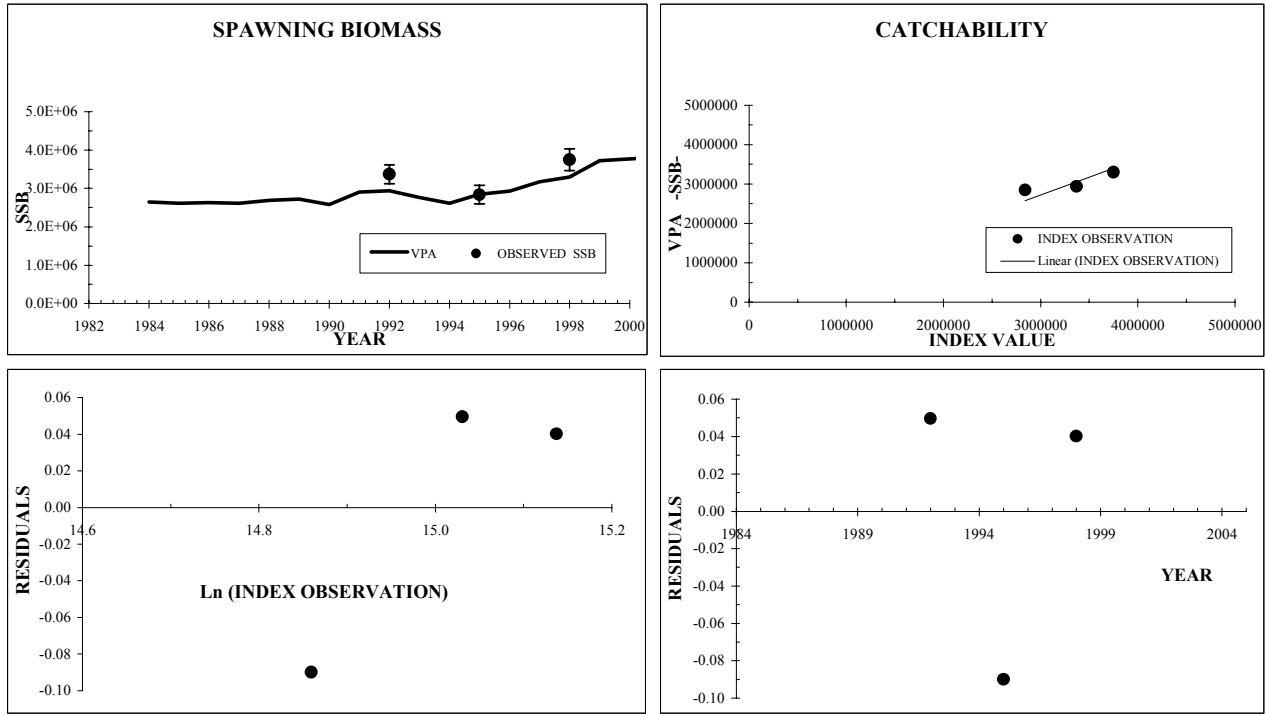 SPAWNING BIOMASS
5.0E+06
4.0E+06
3.0E+06
2.0E+06
1.0E+06
0.0E+00
SSB
VPA
OBSERVED SSB
1982 1984 1986 1988 1990 1992 1994 1996 1998 2000
YEAR
CATCHABILITY
5000000
4000000
3000000
2000000
1000000
0
VPA -SSB-
INDEX OBSERVATION
Linear (INDEX OBSERVATION)
0 1000000 2000000 3000000 4000000 5000000
INDEX VALUE
0.06
0.04
0.02
0.00
-0.02
-0.04
-0.06
-0.08
-0.10
RESIDUALS
14.6 14.8 15.0 15.2
Ln (INDEX OBSERVATION)
0.06
0.04
0.02
0.00
-0.02
-0.04
-0.06
-0.08
-0.10
RESIDUALS
1984 1989 1994 1999 2004
YEAR